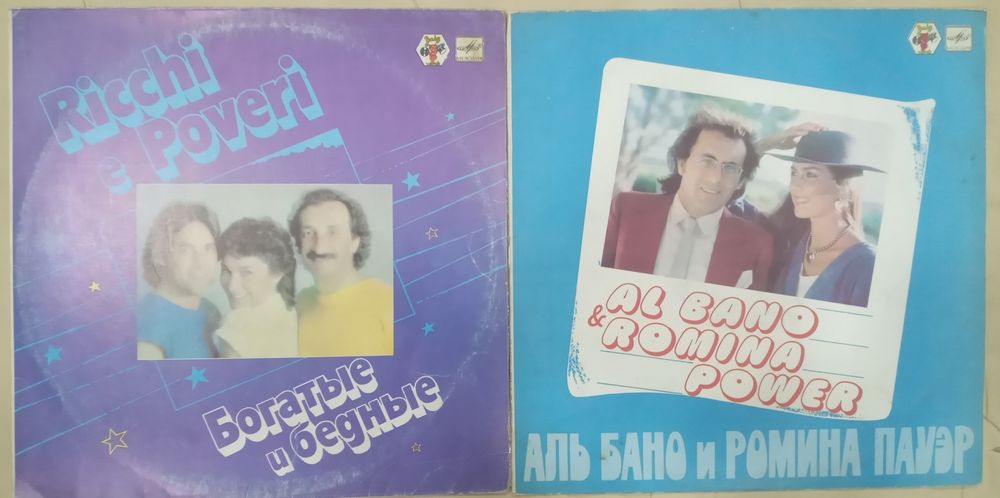 Ricchi
e Poveri
Богатые
и бедные
AL BANO
& ROMINA
POWER
АЛЬ БАНО и РОМИНА ПАУЭР